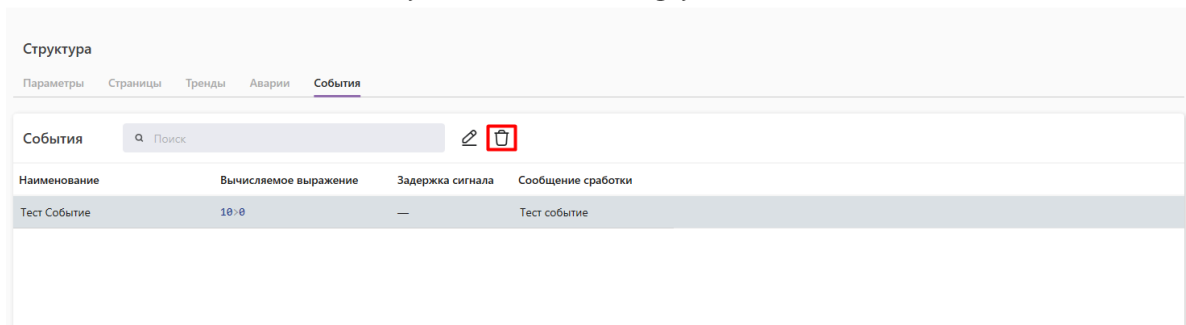 Структура
Параметры Страницы Тренды Аварии События
События Поиск
Наименование Вычисляемое выражение Задержка сигнала Сообщение сработки
Тест Событие 10>0 — Тест событие